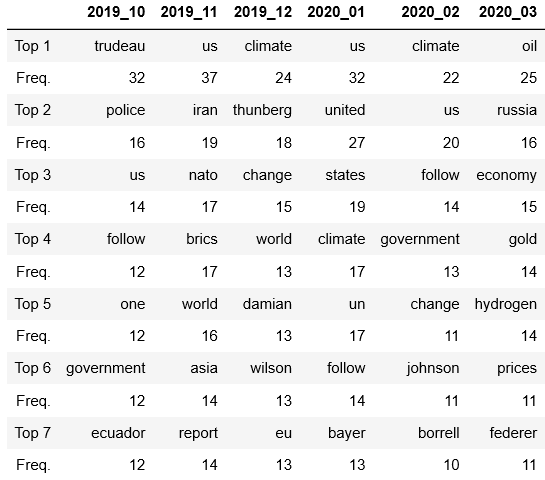 2019_10 2019_11 2019_12 2020_01 2020_02 2020_03
Top 1 trudeau us climate us climate oil
Freq. 32 37 24 32 22 25
Top 2 police iran thunberg united us russia
Freq. 16 19 18 27 20 16
Top 3 us nato change states follow economy
Freq. 14 17 15 19 14 15
Top 4 follow brics world climate government gold
Freq. 12 17 13 17 13 14
Top 5 one world damian un change hydrogen
Freq. 12 16 13 17 11 14
Top 6 government asia wilson follow johnson prices
Freq. 12 14 13 14 11 11
Top 7 ecuador report eu bayer borrell federer
Freq. 12 14 13 13 10 11